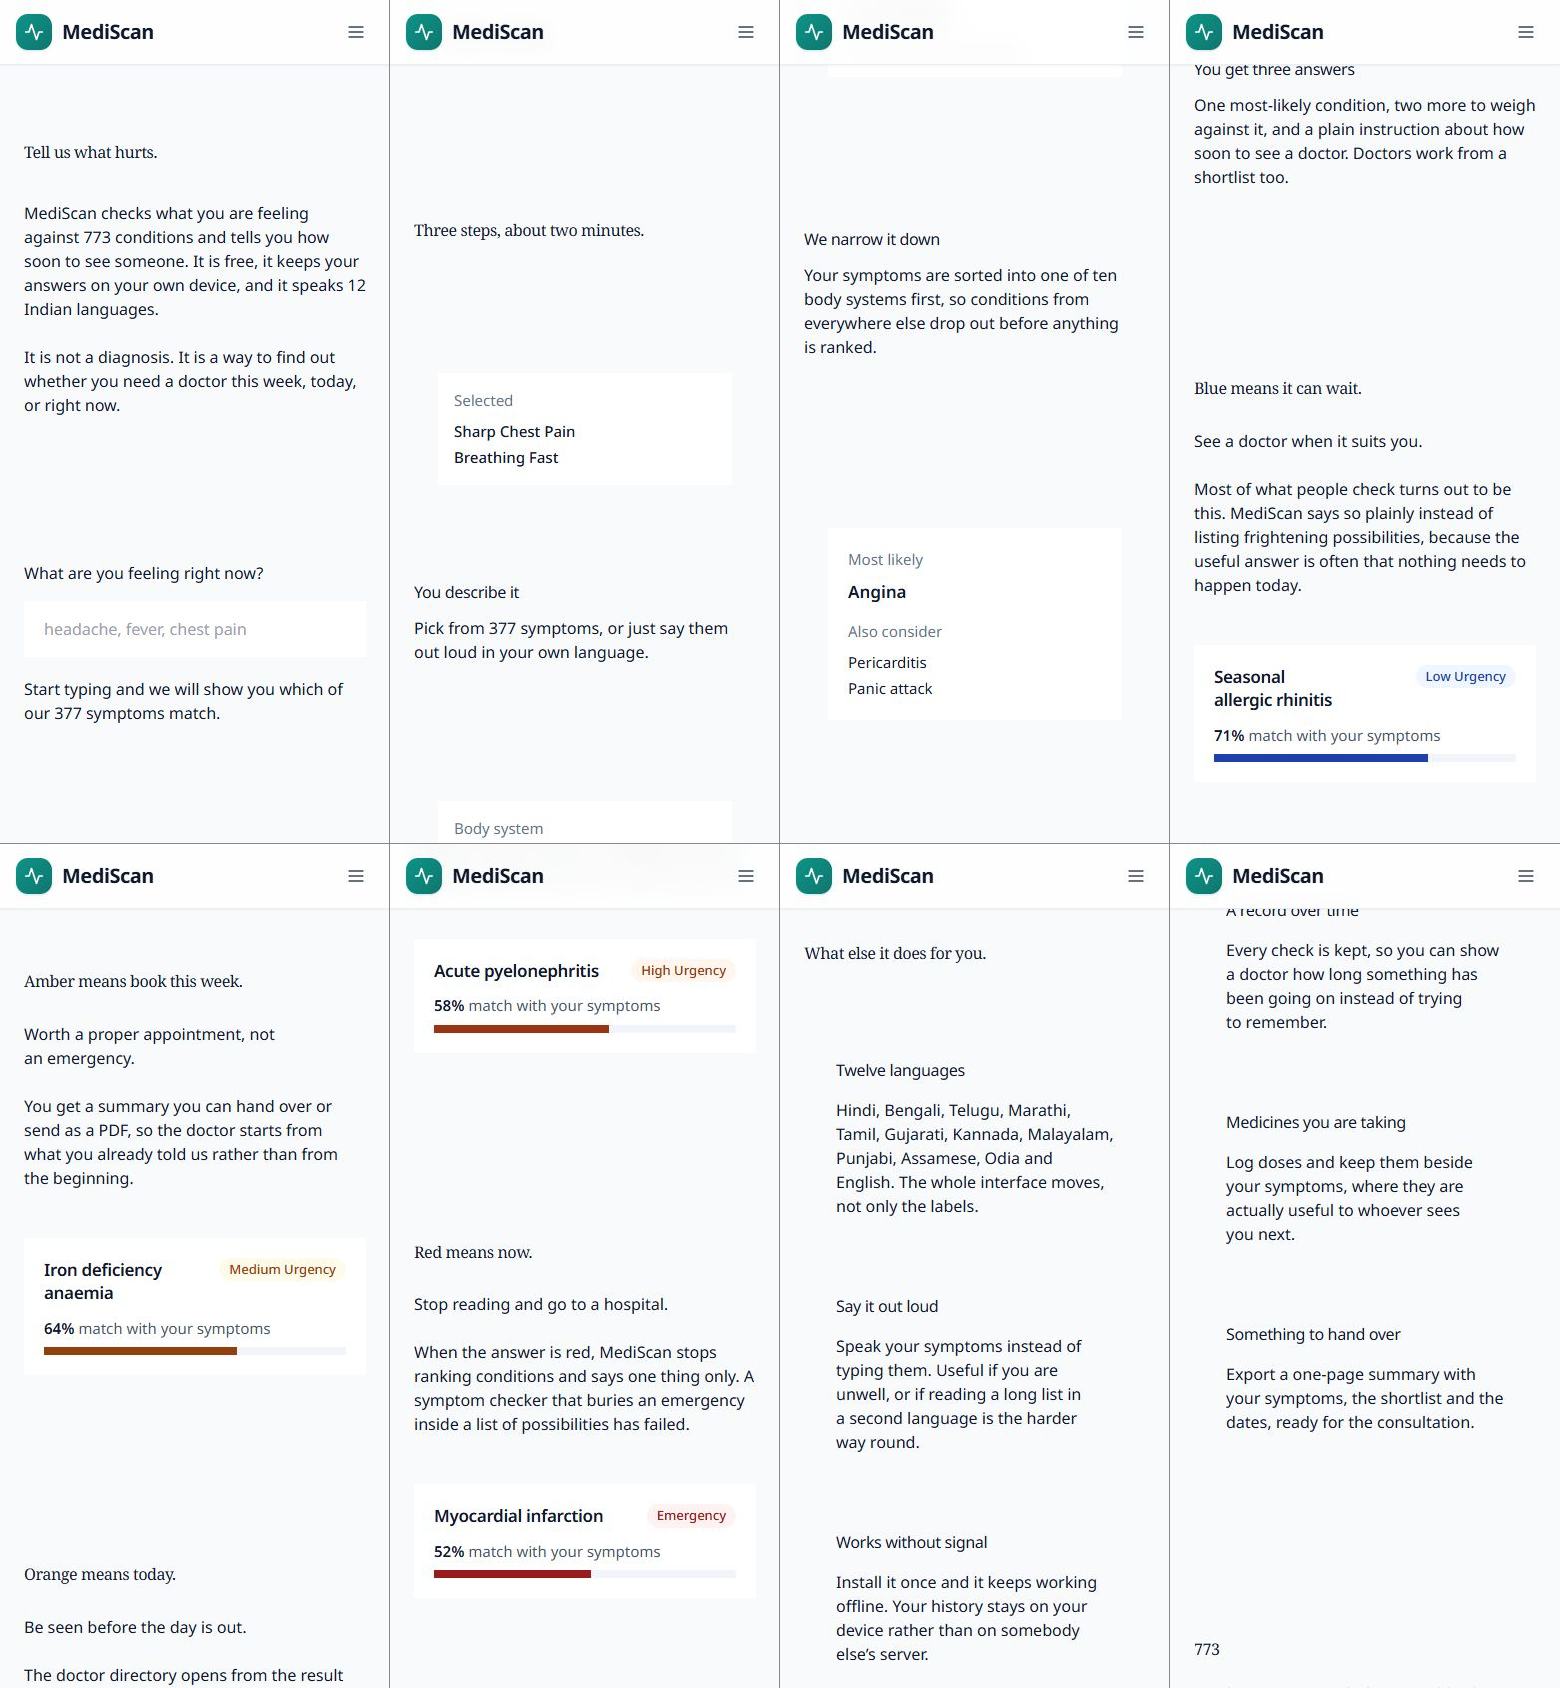 MediScan
Tell us what hurts.
MediScan checks what you are feeling
against 773 conditions and tells you how
soon to see someone. It is free, it keeps your
answers on your own device, and it speaks 12
Indian languages.
It is not a diagnosis. It is a way to find out
whether you need a doctor this week, today,
or right now.
What are you feeling right now?
headache, fever, chest pain
Start typing and we will show you which of
our 377 symptoms match.
MediScan
Three steps, about two minutes.
Selected
Sharp Chest Pain
Breathing Fast
You describe it
Pick from 377 symptoms, or just say them
out loud in your own language.
Body system
MediScan
We narrow it down
Your symptoms are sorted into one of ten
body systems first, so conditions from
everywhere else drop out before anything
is ranked.
Most likely
Angina
Also consider
Pericarditis
Panic attack
MediScan
You get three answers
One most-likely condition, two more to weigh
against it, and a plain instruction about how
soon to see a doctor. Doctors work from a
shortlist too.
Blue means it can wait.
See a doctor when it suits you.
Most of what people check turns out to be
this. MediScan says so plainly instead of
listing frightening possibilities, because the
useful answer is often that nothing needs to
happen today.
Seasonal
allergic rhinitis
Low Urgency
71% match with your symptoms
MediScan
Amber means book this week.
Worth a proper appointment, not
an emergency.
You get a summary you can hand over or
send as a PDF, so the doctor starts from
what you already told us rather than from
the beginning.
Iron deficiency
anaemia
Medium Urgency
64% match with your symptoms
Orange means today.
Be seen before the day is out.
The doctor directory opens from the result
MediScan
Acute pyelonephritis
High Urgency
58% match with your symptoms
Red means now.
Stop reading and go to a hospital.
When the answer is red, MediScan stops
ranking conditions and says one thing only. A
symptom checker that buries an emergency
inside a list of possibilities has failed.
Myocardial infarction
Emergency
52% match with your symptoms
MediScan
What else it does for you.
Twelve languages
Hindi, Bengali, Telugu, Marathi,
Tamil, Gujarati, Kannada, Malayalam,
Punjabi, Assamese, Odia and
English. The whole interface moves,
not only the labels.
Say it out loud
Speak your symptoms instead of
typing them. Useful if you are
unwell, or if reading a long list in
a second language is the harder
way round.
Works without signal
Install it once and it keeps working
offline. Your history stays on your
device rather than on somebody
else’s server.
MediScan
A record over time
Every check is kept, so you can show
a doctor how long something has
been going on instead of trying
to remember.
Medicines you are taking
Log doses and keep them beside
your symptoms, where they are
actually useful to whoever sees
you next.
Something to hand over
Export a one-page summary with
your symptoms, the shortlist and the
dates, ready for the consultation.
773